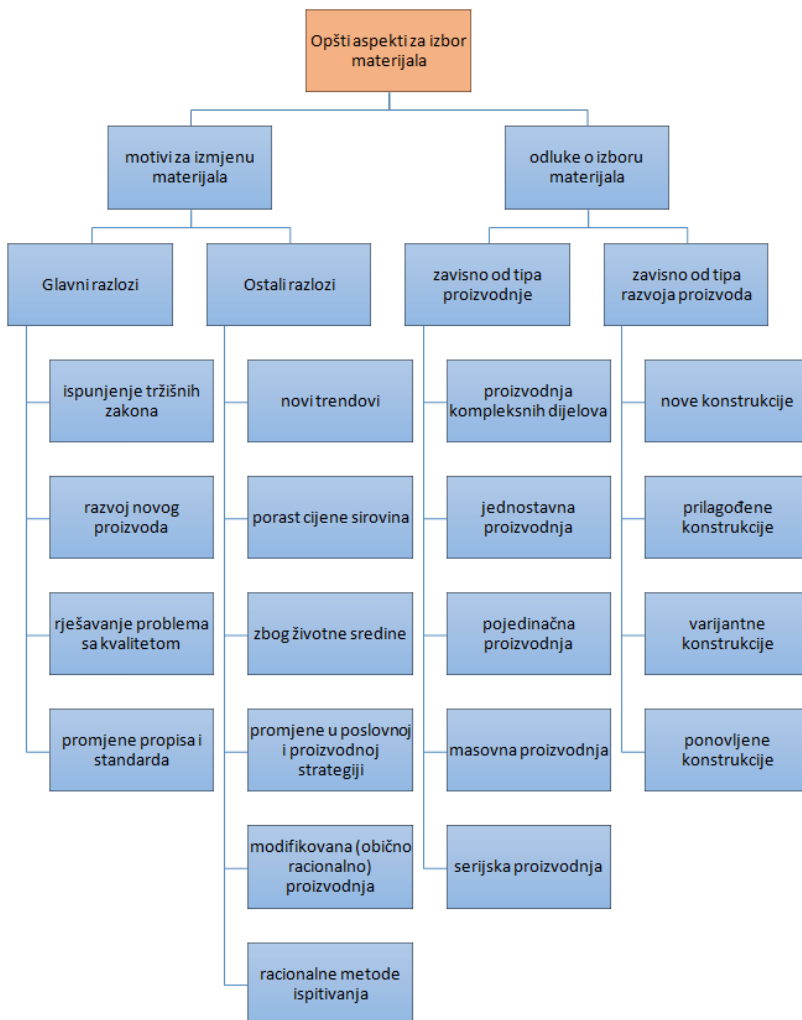 Opšti aspekti za izbor
materijala
motivi za izmjenu
materijala
odluke o izboru
materijala
Glavni razlozi
Ostali razlozi
zavisno od tipa
proizvodnje
zavisno od tipa
razvoja proizvoda
ispunjenje tržišnih
zakona
razvoj novog
proizvoda
rješavanje problema
sa kvalitetom
promjene propisa i
standarda
novi trendovi
porast cijene sirovina
zbog životne sredine
promjene u poslovnoj
i proizvodnoj
strategiji
modifikovana (obično
racionalno)
proizvodnja
racionalne metode
ispitivanja
proizvodnja
kompleksnih dijelova
jednostavna
proizvodnja
pojedinačna
proizvodnja
masovna proizvodnja
serijska proizvodnja
nove konstrukcije
prilagođene
konstrukcije
varijantne
konstrukcije
ponovljene
konstrukcije